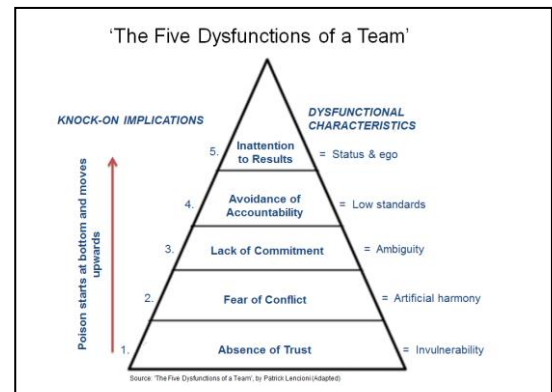 'The Five Dysfunctions of a Team'
KNOCK-ON IMPLICATIONS
DYSFUNCTIONAL
CHARACTERISTICS
5. Inattention
to Results
= Status & ego
4. Avoidance of
Accountability
= Low standards
3. Lack of Commitment
= Ambiguity
2. Fear of Conflict
= Artificial harmony
1. Absence of Trust
= Invulnerability
Poison starts at bottom and moves
upwards
Source: 'The Five Dysfunctions of a Team', by Patrick Lencioni (Adapted)